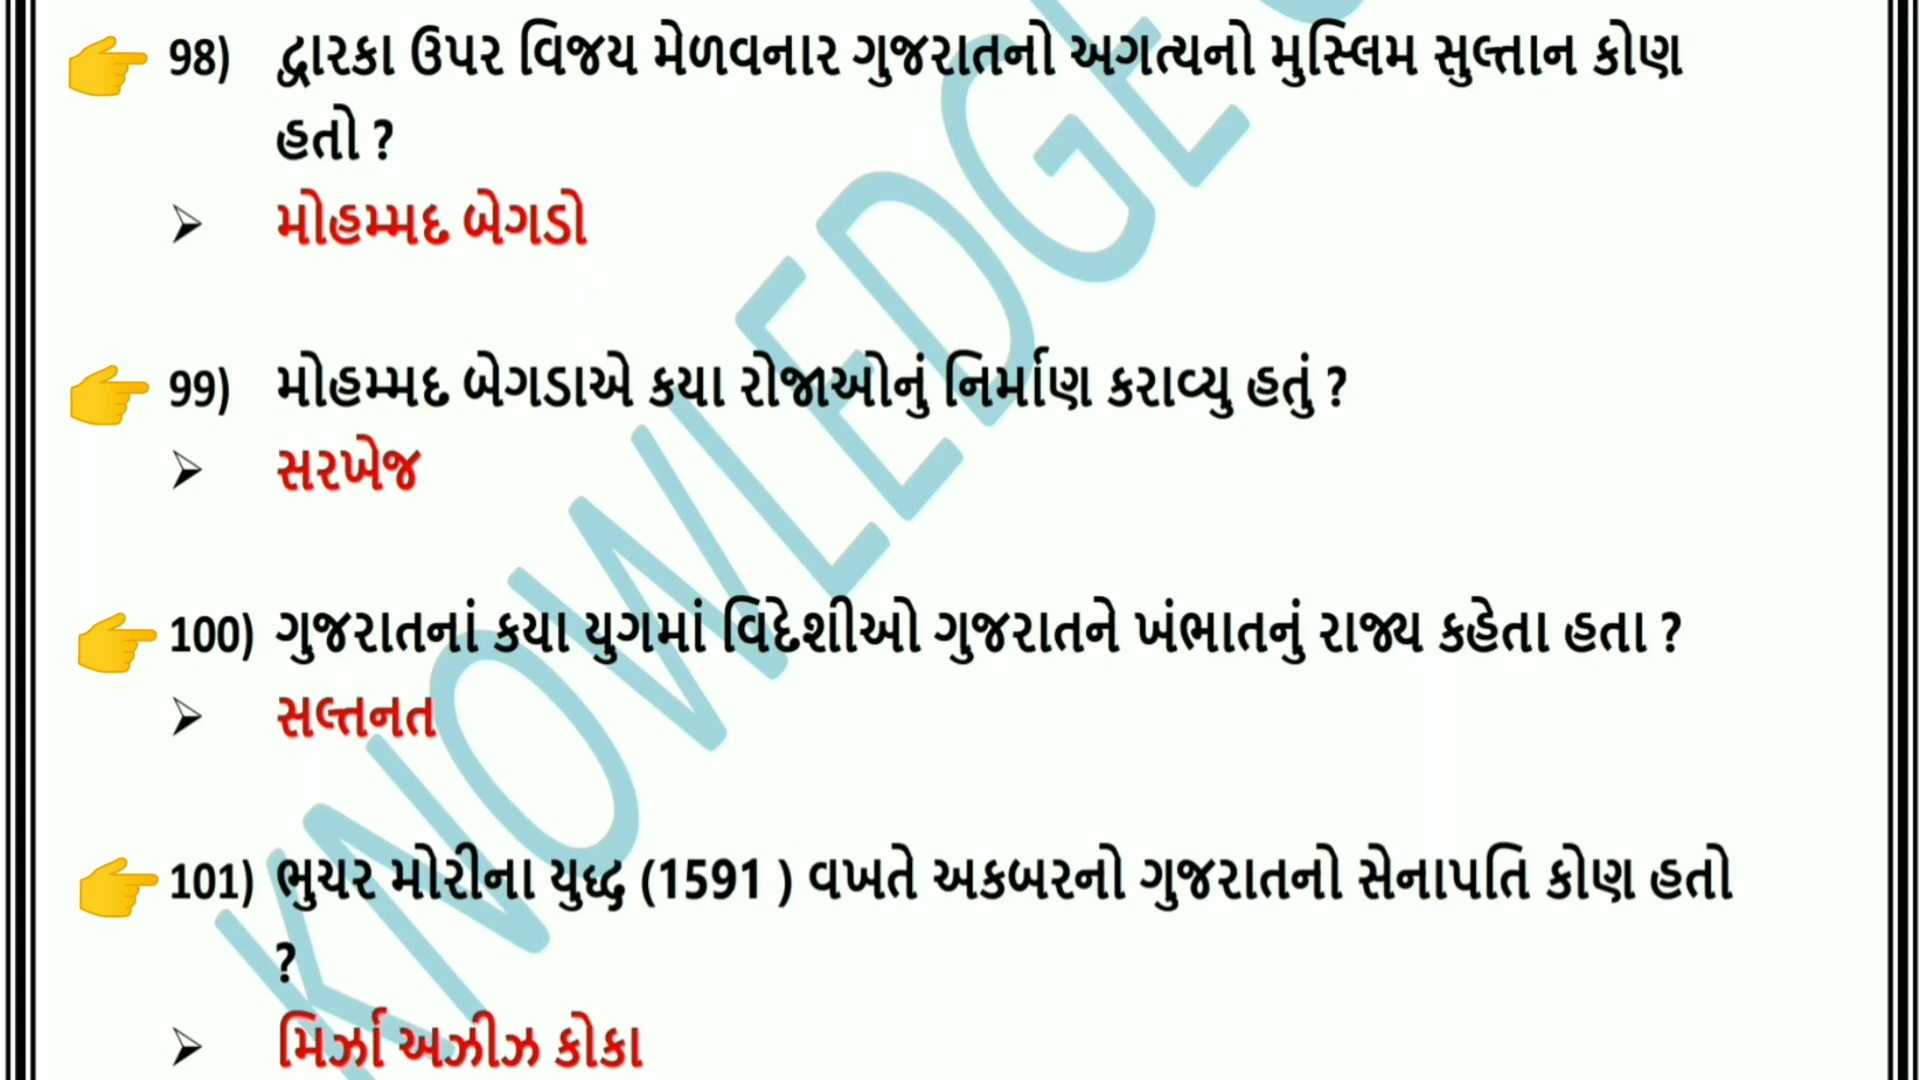 98) દ્વારકા ઉપર વિજય મેળવનાર ગુજરાતનો અગત્યનો મુસ્લિમ સુલ્તાન કોણ
હતો ?
➢ મોહમ્મદ બેગડો
99) મોહમ્મદ બેગડાએ કયા રોજાઓનું નિર્માણ કરાવ્યુ હતું ?
➢ સરખેજ
100) ગુજરાતનાં કયા યુગમાં વિદેશીઓ ગુજરાતને ખંભાતનું રાજ્ય કહેતા હતા ?
➢ સલ્તનત
101) ભુચર મોરીના યુદ્ધ (1591 ) વખતે અકબરનો ગુજરાતનો સેનાપતિ કોણ હતો
?
➢ મિર્ઝા અઝીઝ કોકા
KNOWLEDGE